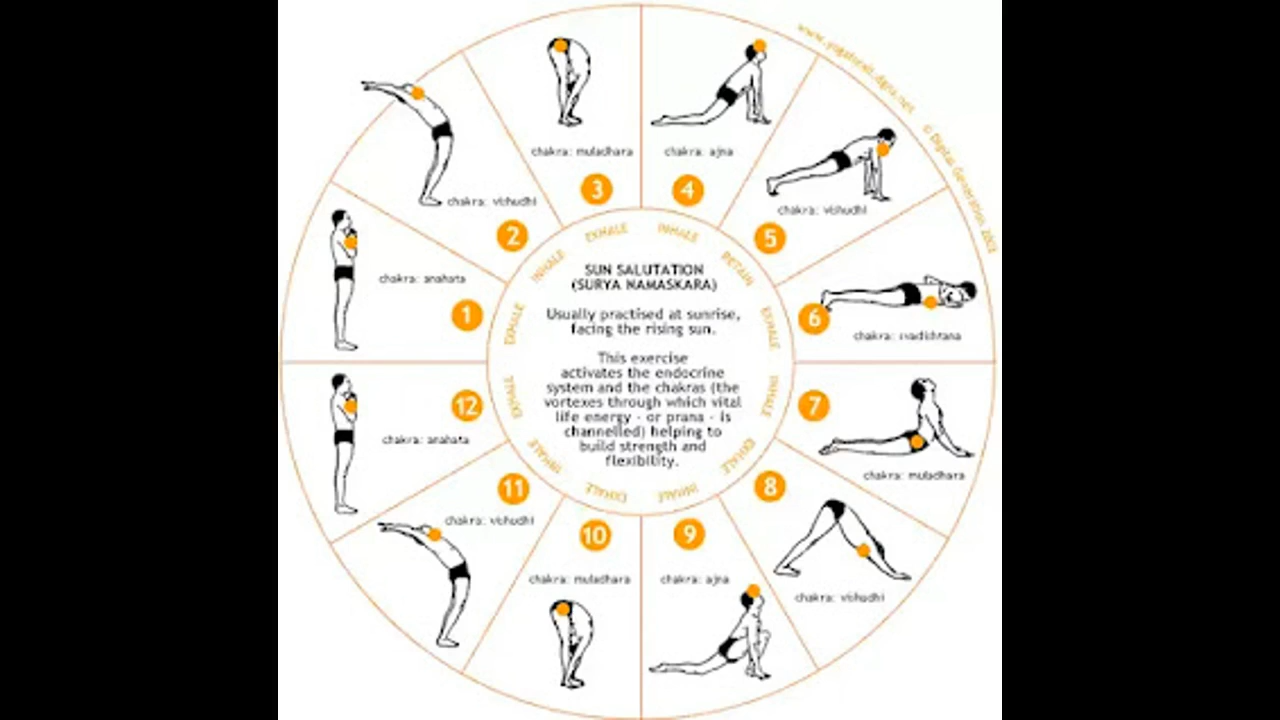 SUN SALUTATION
(SURYA NAMASKARA)
Usually practised at sunrise,
facing the rising sun.
This exercise
activates the endocrine
system and the chakras (the
vortexes through which vital
life energy - or prana - is
channelled) helping to
build strength and
flexibility.
1
chakra: anahata
EXHALE
2
chakra: vishudhi
INHALE
3
chakra: muladhara
EXHALE
4
chakra: ajna
INHALE
5
chakra: vishudhi
RETAIN
6
chakra: svadishtana
EXHALE
7
chakra: muladhara
INHALE
8
chakra: vishudhi
EXHALE
9
chakra: ajna
INHALE
10
chakra: muladhara
EXHALE
11
chakra: vishudhi
INHALE
12
chakra: anahata
EXHALE
© Digital Generation